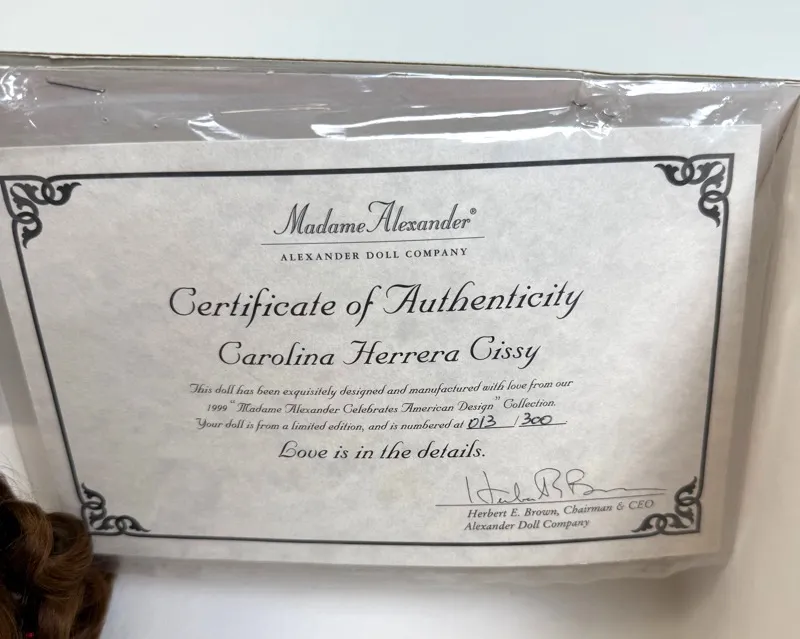 Madame Alexander®
ALEXANDER DOLL COMPANY
Certificate of Authenticity
Carolina Herrera Cissy
This doll has been exquisitely designed and manufactured with love from our
1999 "Madame Alexander Celebrates American Design" Collection.
Your doll is from a limited edition, and is numbered at 013 /300
Love is in the details.
Herbert E. Brown, Chairman & CEO
Alexander Doll Company